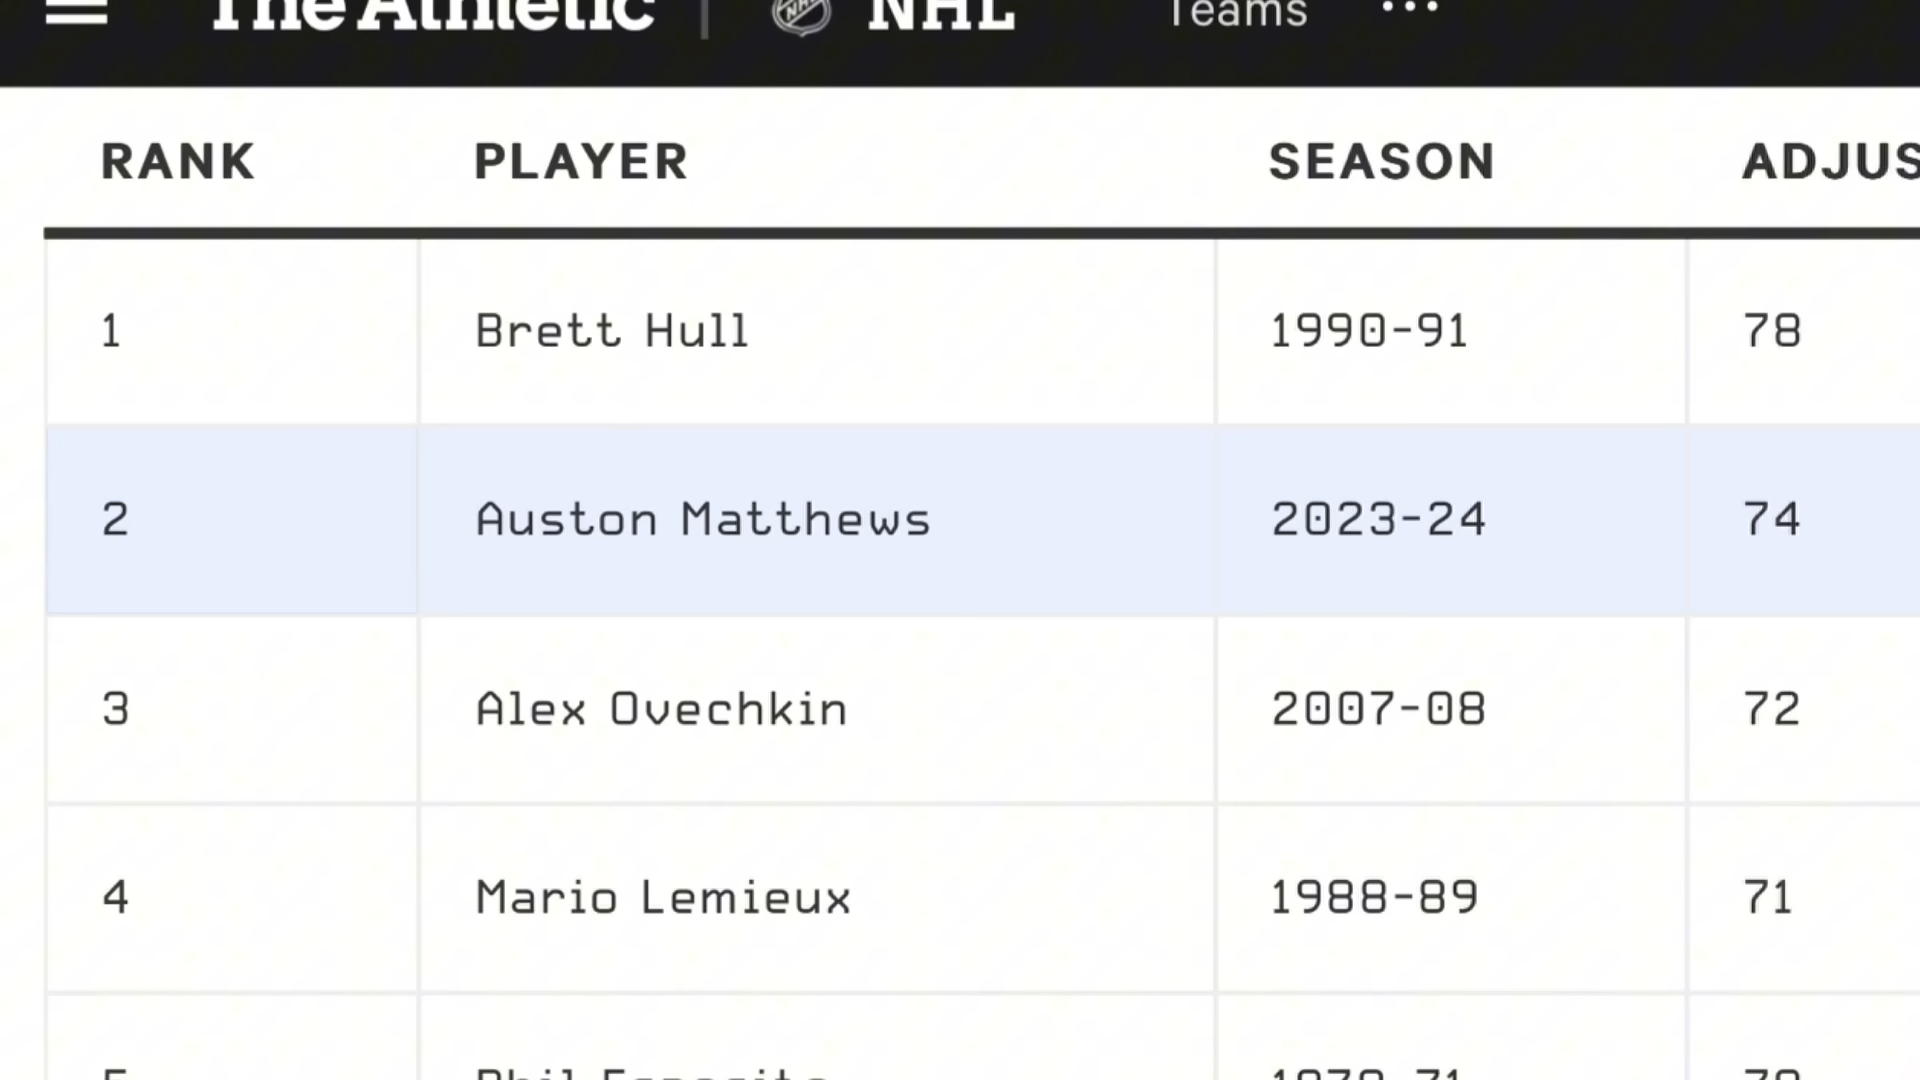 The Athletic NHL Teams ...
RANK PLAYER SEASON ADJUS
1 Brett Hull 1990-91 78
2 Auston Matthews 2023-24 74
3 Alex Ovechkin 2007-08 72
4 Mario Lemieux 1988-89 71